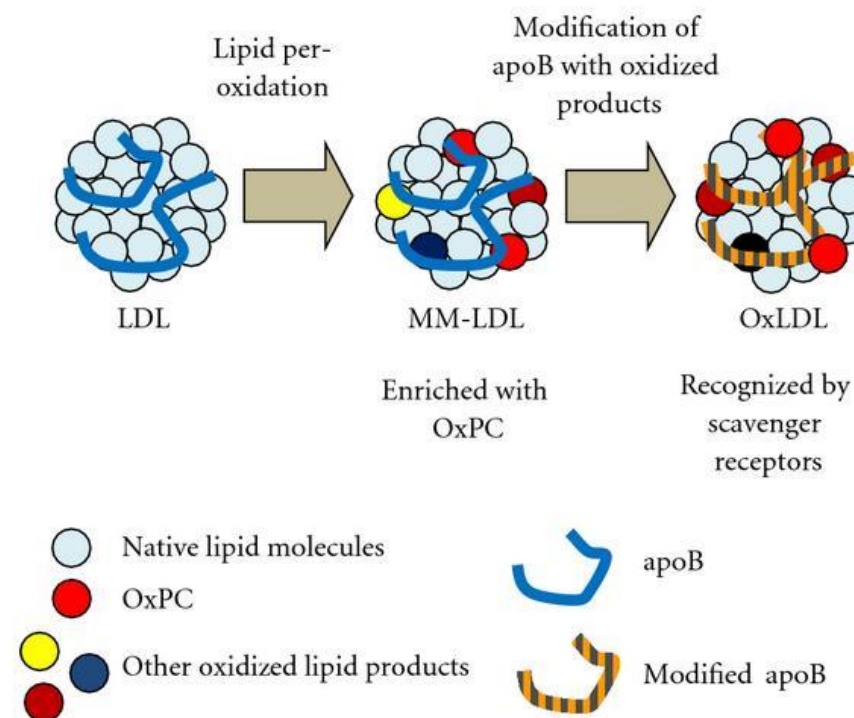 Lipid per-
oxidation
Modification of
apoB with oxidized
products
LDL
MM-LDL
OxLDL
Enriched with
OxPC
Recognized by
scavenger
receptors
Native lipid molecules
OxPC
Other oxidized lipid products
apoB
Modified apoB